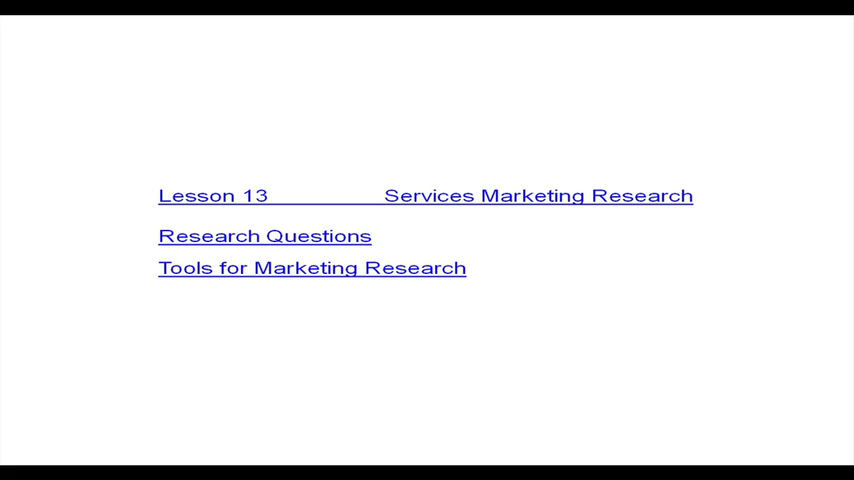 Lesson 13 Services Marketing Research
Research Questions
Tools for Marketing Research